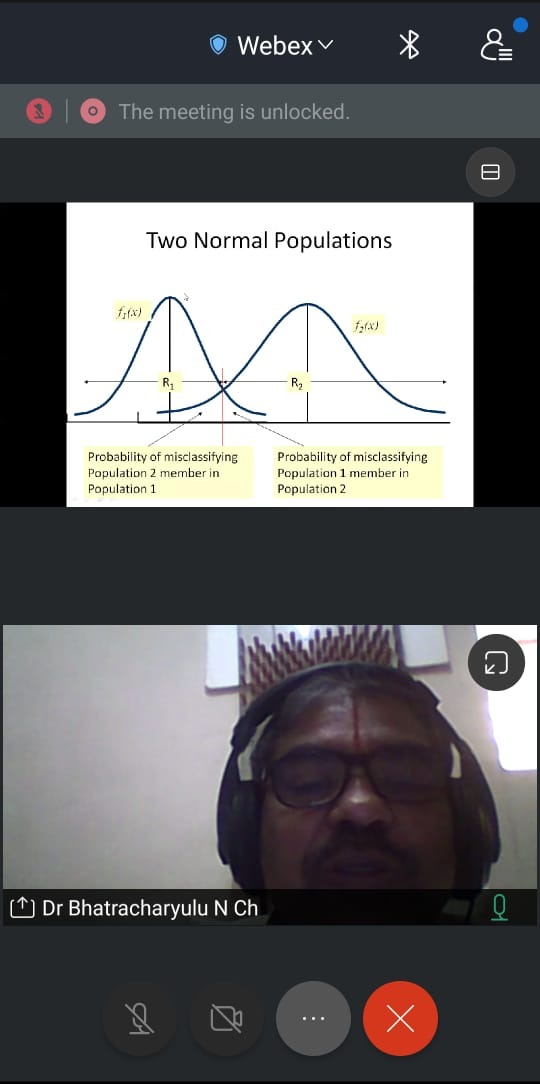 Webex
The meeting is unlocked.
Two Normal Populations
f₁(x)
f₂(x)
R₁
R₂
Probability of misclassifying
Population 2 member in
Population 1
Probability of misclassifying
Population 1 member in
Population 2
Dr Bhatracharyulu N Ch